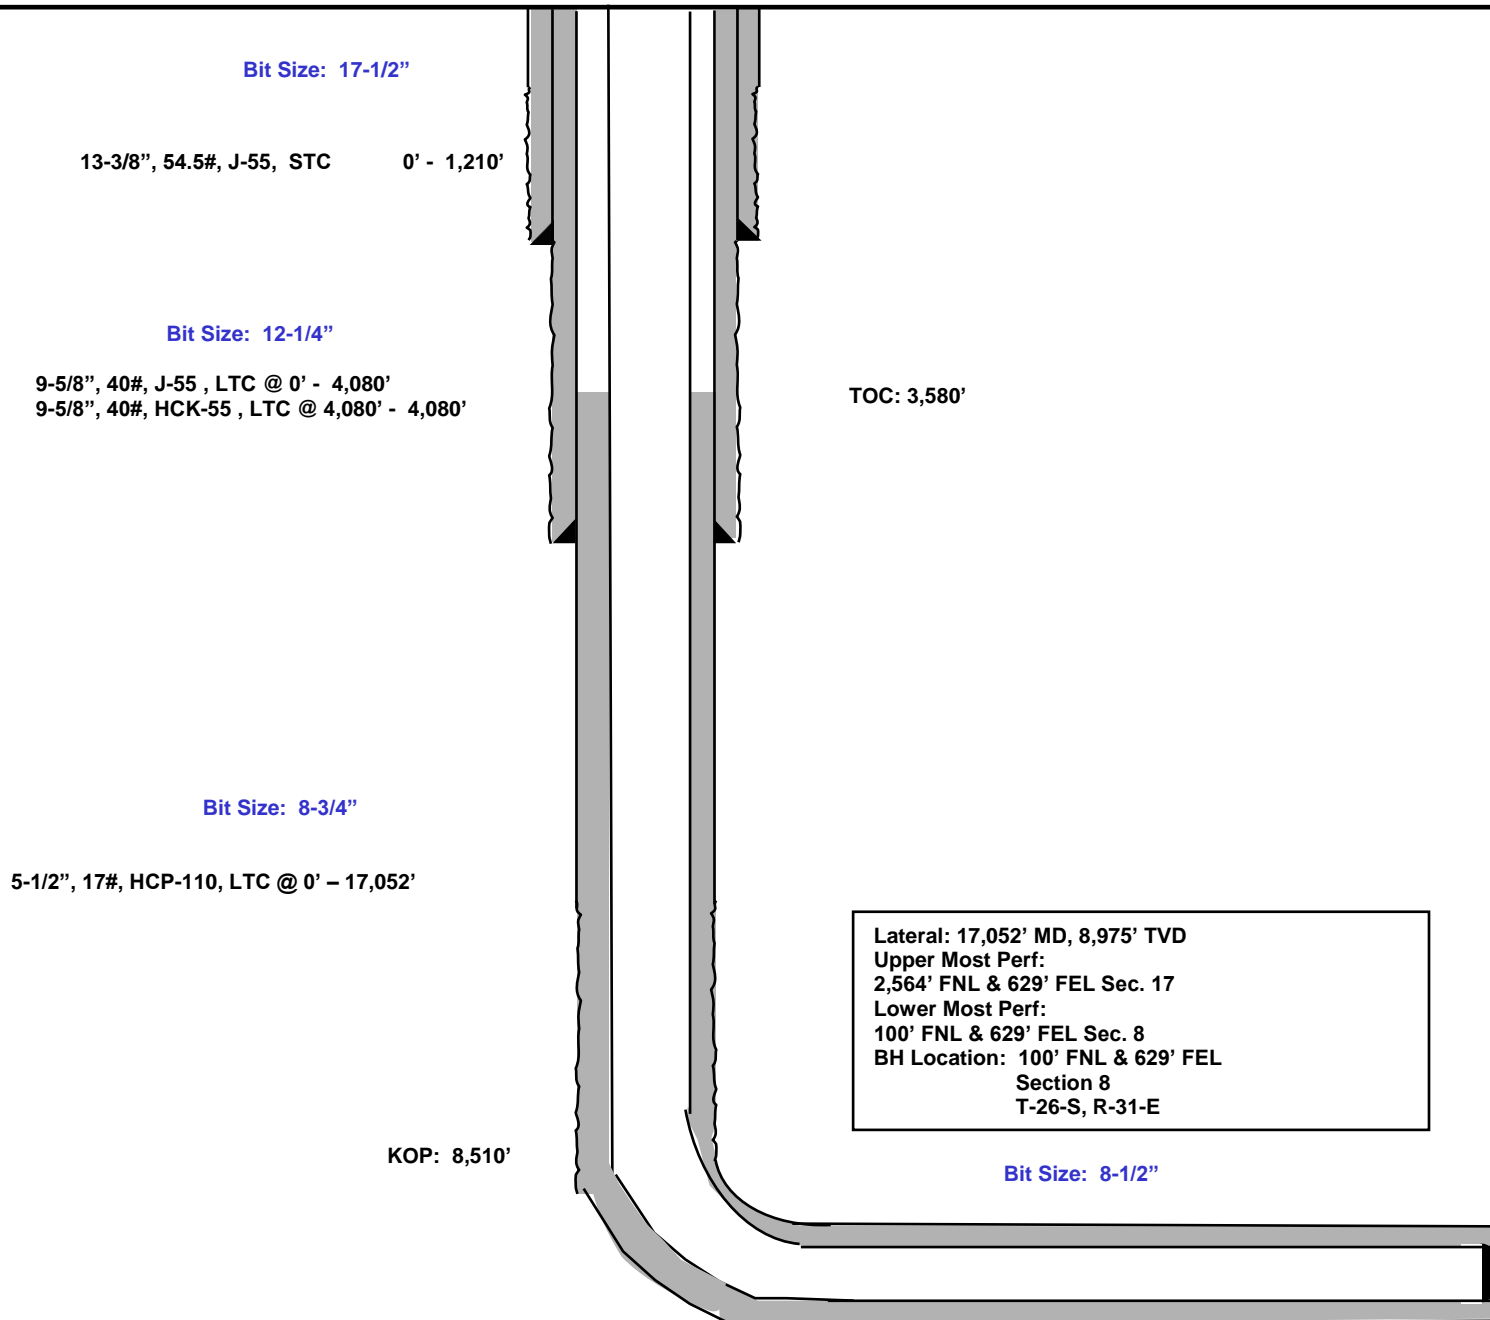 Bit Size: 17-1/2”
13-3/8”, 54.5#, J-55, STC 0’ - 1,210’
Bit Size: 12-1/4”
9-5/8”, 40#, J-55 , LTC @ 0’ - 4,080’
9-5/8”, 40#, HCK-55 , LTC @ 4,080’ - 4,080’
TOC: 3,580’
Bit Size: 8-3/4”
5-1/2”, 17#, HCP-110, LTC @ 0’ – 17,052’
Lateral: 17,052’ MD, 8,975’ TVD
Upper Most Perf:
2,564’ FNL & 629’ FEL Sec. 17
Lower Most Perf:
100’ FNL & 629’ FEL Sec. 8
BH Location: 100’ FNL & 629’ FEL
Section 8
T-26-S, R-31-E
KOP: 8,510’
Bit Size: 8-1/2”